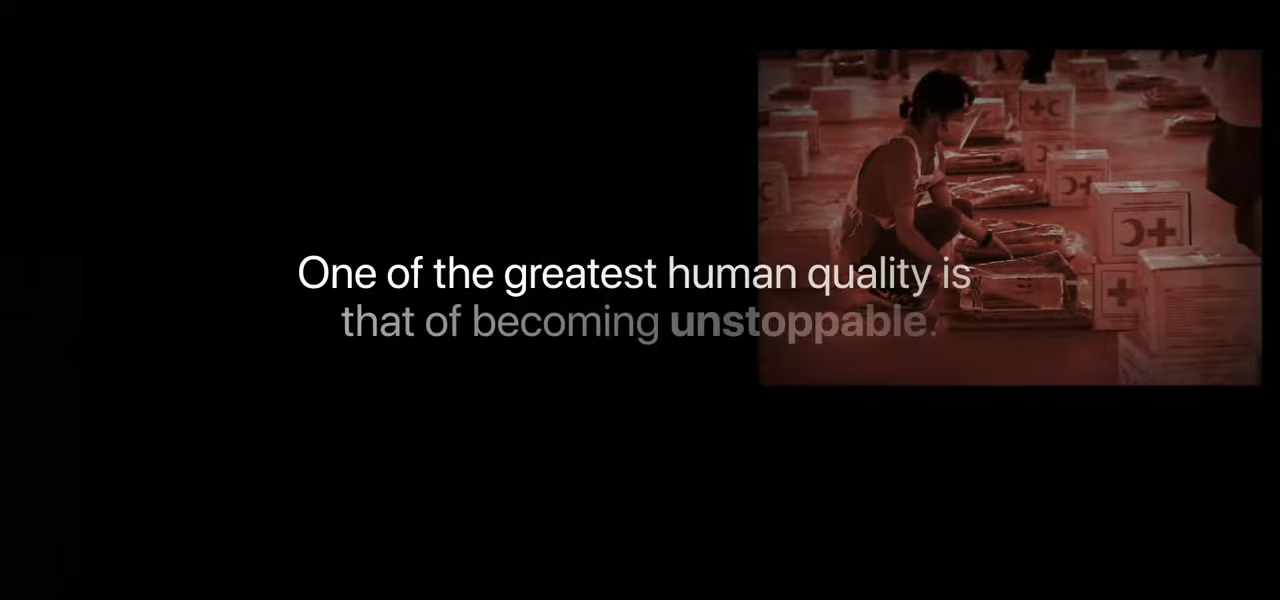 One of the greatest human quality is
that of becoming unstoppable.